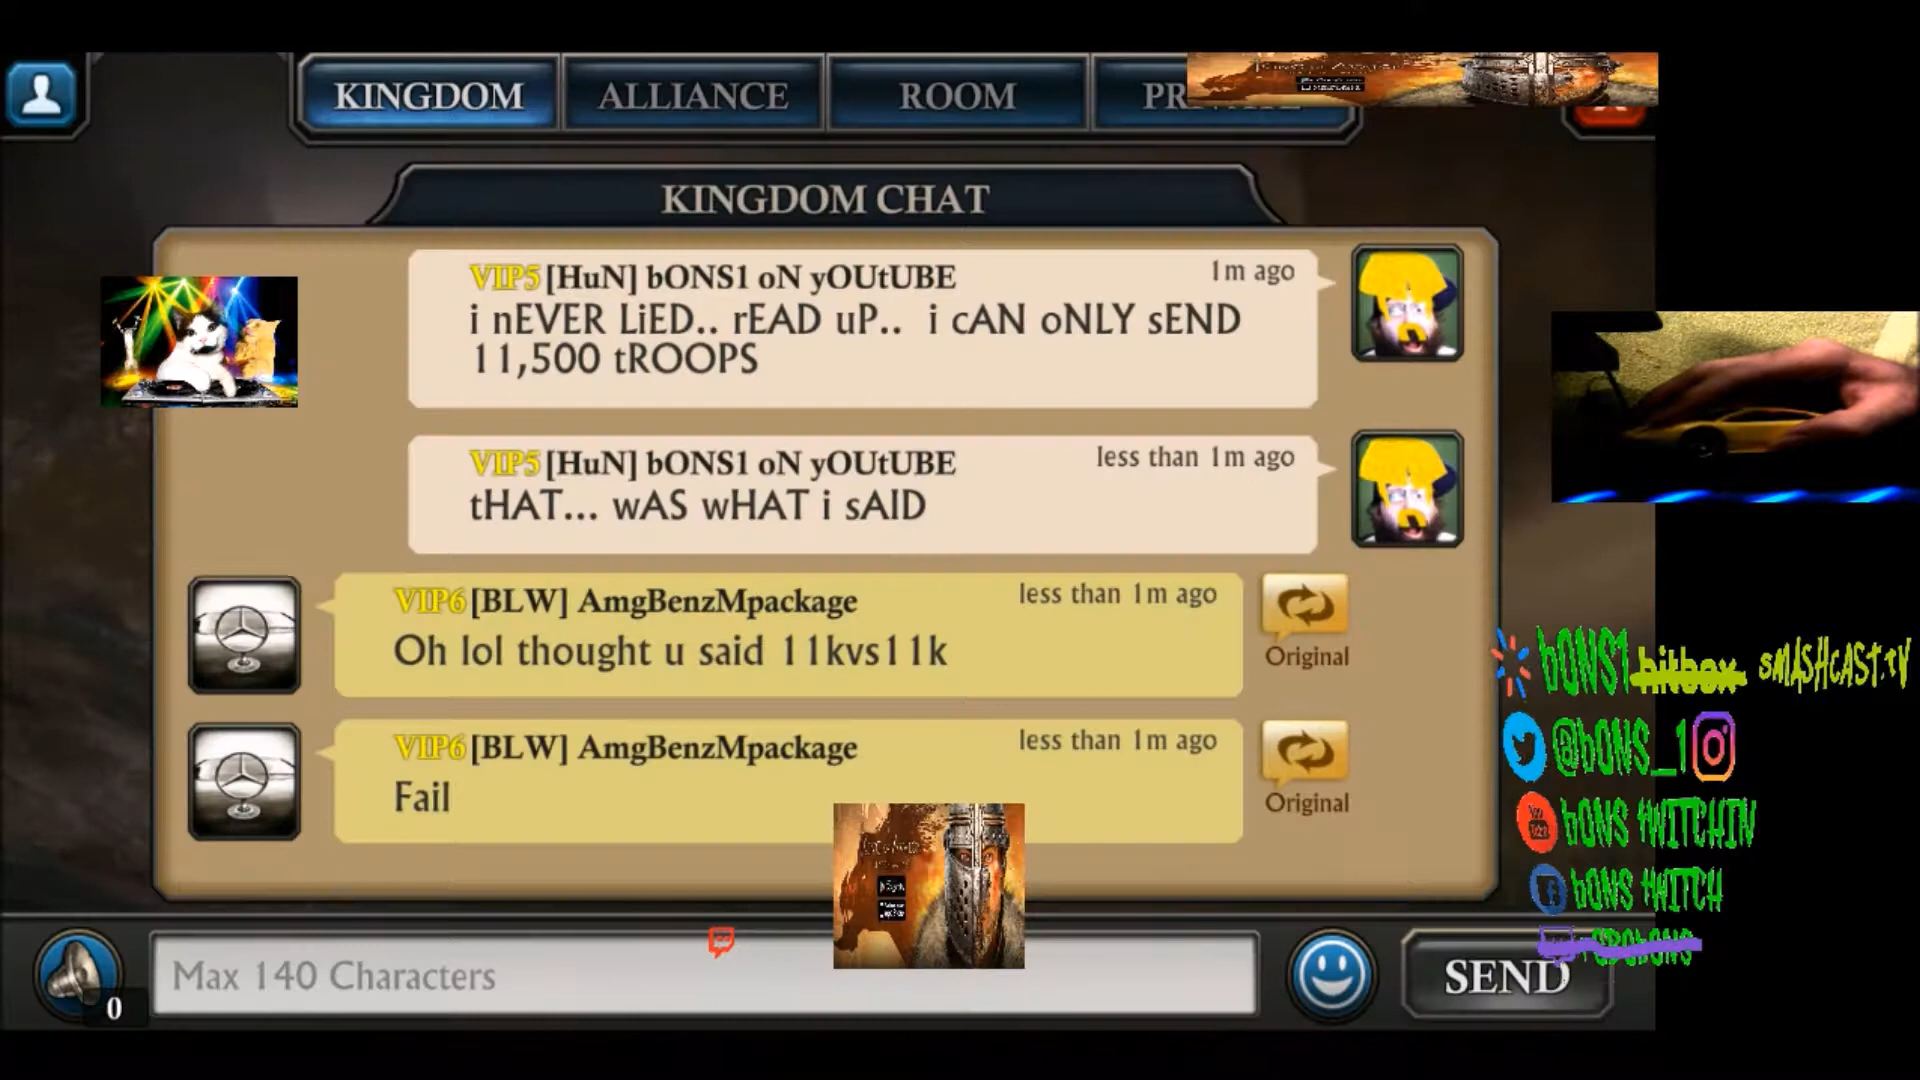 KINGDOM
ALLIANCE
ROOM
KINGDOM CHAT
VIP5 [HuN] bONS1 oN yOUtUBE
1m ago
i nEVER LiED.. rEAD uP.. i cAN oNLY sEND
11,500 tROOPS
VIP5 [HuN] bONS1 oN yOUtUBE
less than 1m ago
tHAT... wAS wHAT i sAID
VIP6 [BLW] AmgBenzMpackage
less than 1m ago
Oh lol thought u said 11kvs11k
Original
VIP6 [BLW] AmgBenzMpackage
less than 1m ago
Fail
Original
bONS1 hitbox SMASHCAST.TV
@bONS_1
bONS tWITCHIN
bONS tWITCH
0
Max 140 Characters
SEND